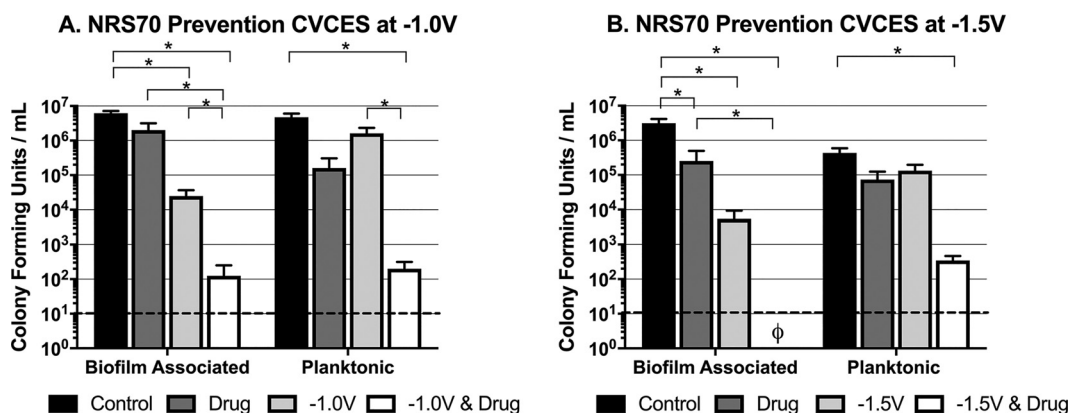 A. NRS70 Prevention CVCES at -1.0V
* * * * * *
Colony Forming Units / mL
10⁷
10⁶
10⁵
10⁴
10³
10²
10¹
10⁰
Biofilm Associated Planktonic
Control Drug -1.0V -1.0V & Drug
B. NRS70 Prevention CVCES at -1.5V
* * * * *
Colony Forming Units / mL
10⁷
10⁶
10⁵
10⁴
10³
10²
10¹
10⁰
ϕ
Biofilm Associated Planktonic
Control Drug -1.5V -1.5V & Drug